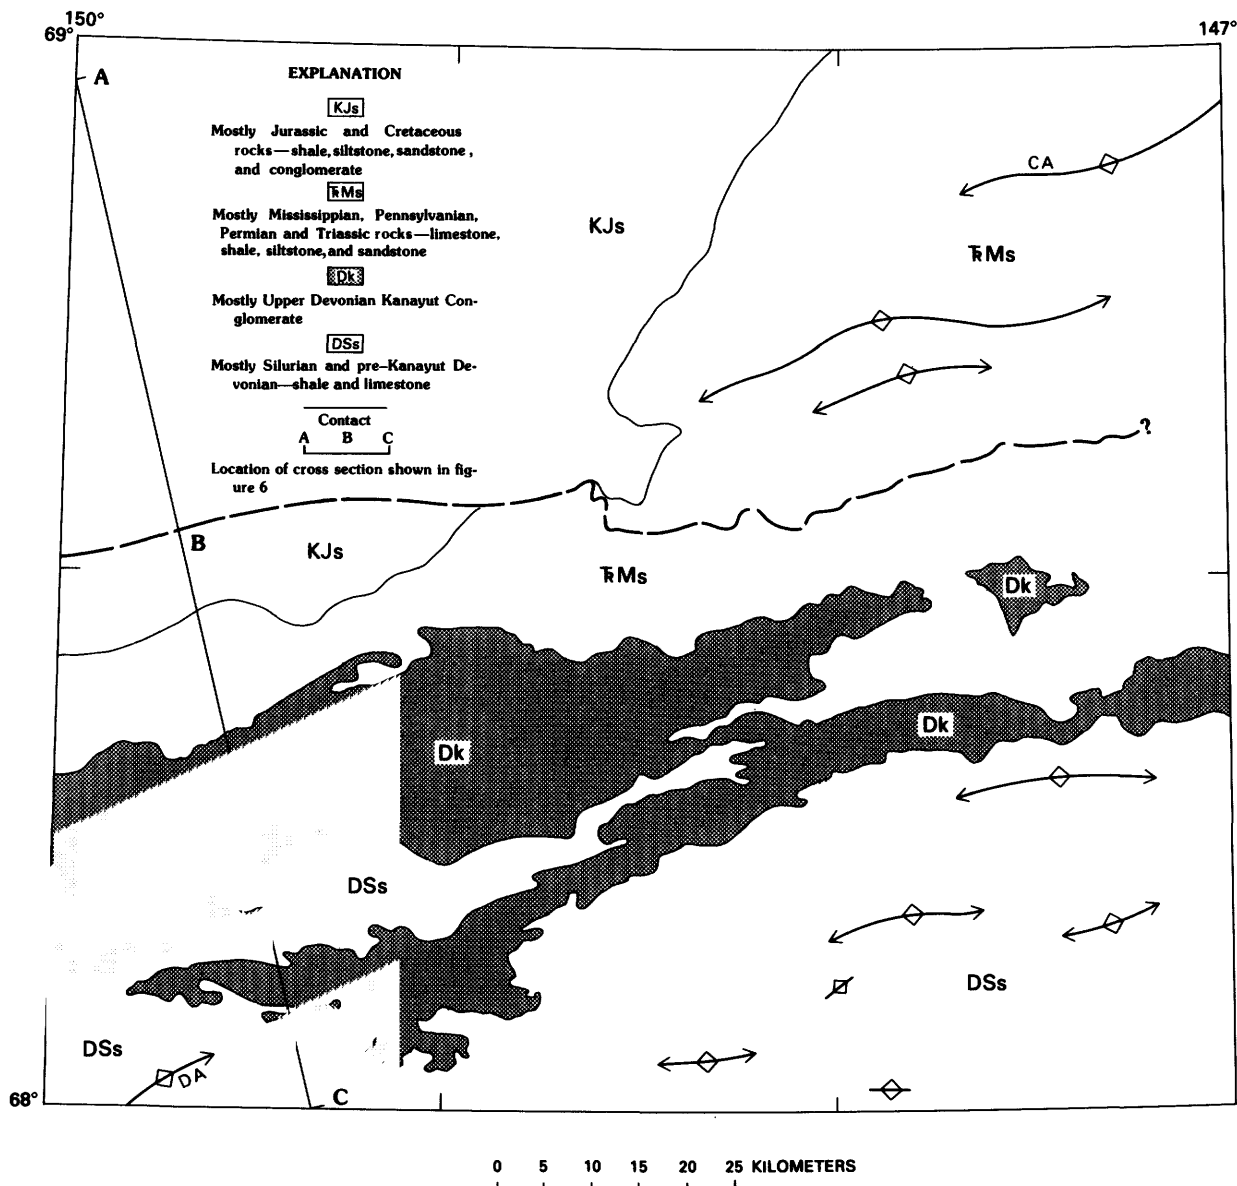 150°
69°
147°
A
EXPLANATION
KJs
Mostly Jurassic and Cretaceous
rocks—shale, siltstone, sandstone,
and conglomerate
TRMs
Mostly Mississippian, Pennsylvanian,
Permian and Triassic rocks—limestone,
shale, siltstone, and sandstone
Dk
Mostly Upper Devonian Kanayut Con-
glomerate
DSs
Mostly Silurian and pre-Kanayut De-
vonian—shale and limestone
Contact
A B C
Location of cross section shown in fig-
ure 6
CA
KJs
TRMs
?
B
KJs
TRMs
Dk
Dk
Dk
DSs
DSs
DSs
DA
68°
C
0 5 10 15 20 25 KILOMETERS